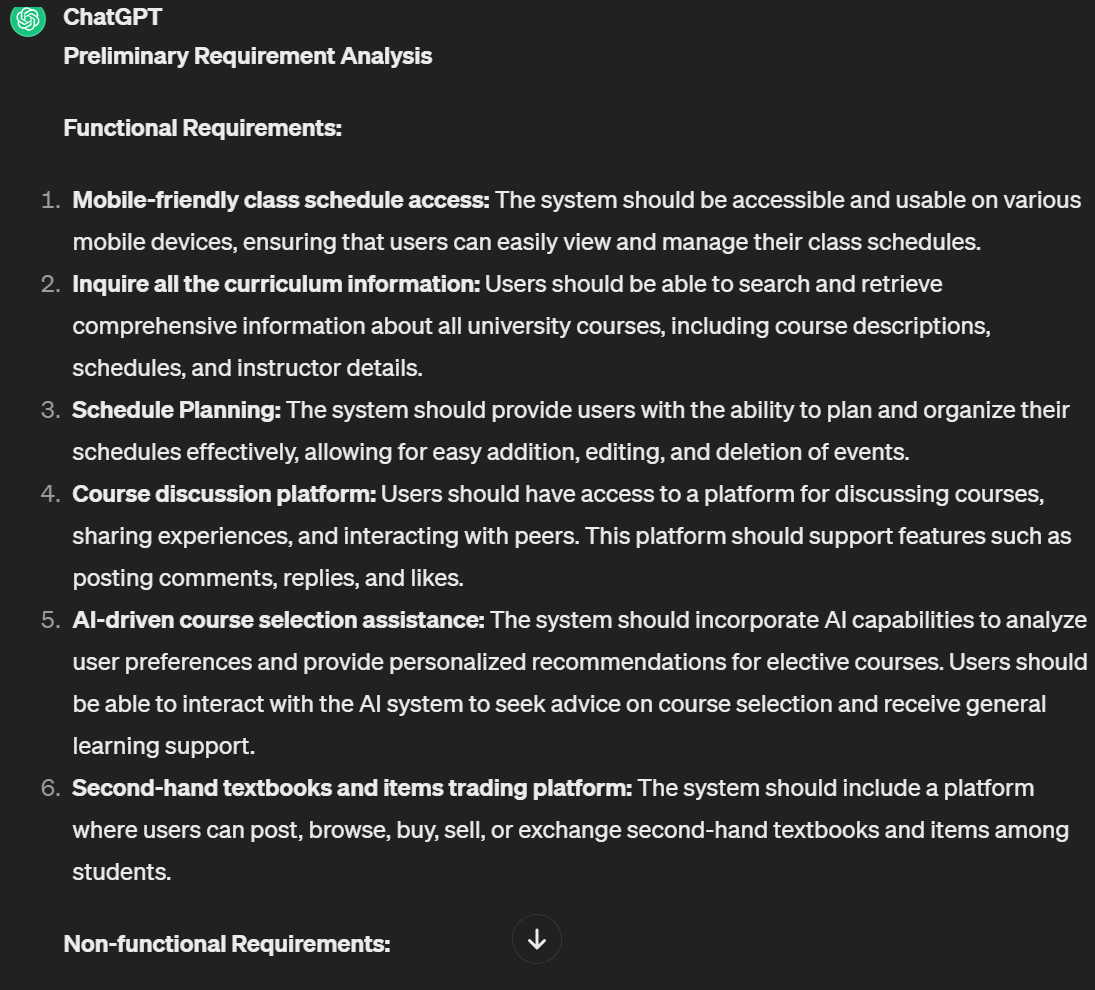 ChatGPT
Preliminary Requirement Analysis
Functional Requirements:
1. Mobile-friendly class schedule access: The system should be accessible and usable on various
mobile devices, ensuring that users can easily view and manage their class schedules.
2. Inquire all the curriculum information: Users should be able to search and retrieve
comprehensive information about all university courses, including course descriptions,
schedules, and instructor details.
3. Schedule Planning: The system should provide users with the ability to plan and organize their
schedules effectively, allowing for easy addition, editing, and deletion of events.
4. Course discussion platform: Users should have access to a platform for discussing courses,
sharing experiences, and interacting with peers. This platform should support features such as
posting comments, replies, and likes.
5. AI-driven course selection assistance: The system should incorporate AI capabilities to analyze
user preferences and provide personalized recommendations for elective courses. Users should
be able to interact with the AI system to seek advice on course selection and receive general
learning support.
6. Second-hand textbooks and items trading platform: The system should include a platform
where users can post, browse, buy, sell, or exchange second-hand textbooks and items among
students.
Non-functional Requirements: